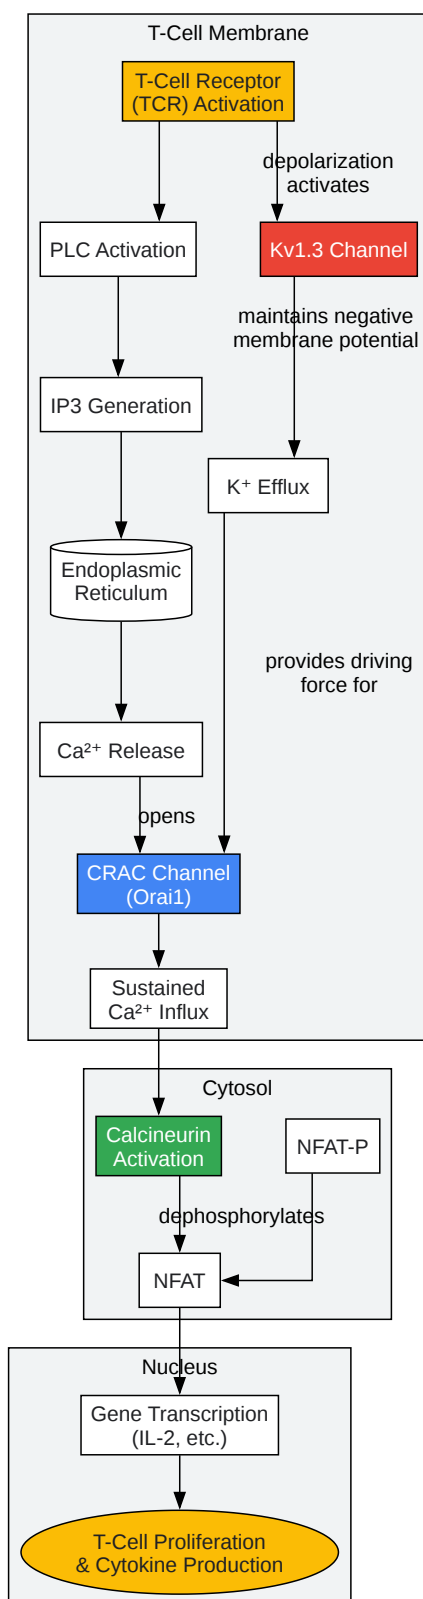 T-Cell Membrane
T-Cell Receptor
(TCR) Activation
depolarization
activates
PLC Activation
Kv1.3 Channel
maintains negative
membrane potential
IP3 Generation
K⁺ Efflux
Endoplasmic
Reticulum
provides driving
force for
Ca²⁺ Release
opens
CRAC Channel
(Orai1)
Sustained
Ca²⁺ Influx
Cytosol
Calcineurin
Activation
NFAT-P
dephosphorylates
NFAT
Nucleus
Gene Transcription
(IL-2, etc.)
T-Cell Proliferation
& Cytokine Production